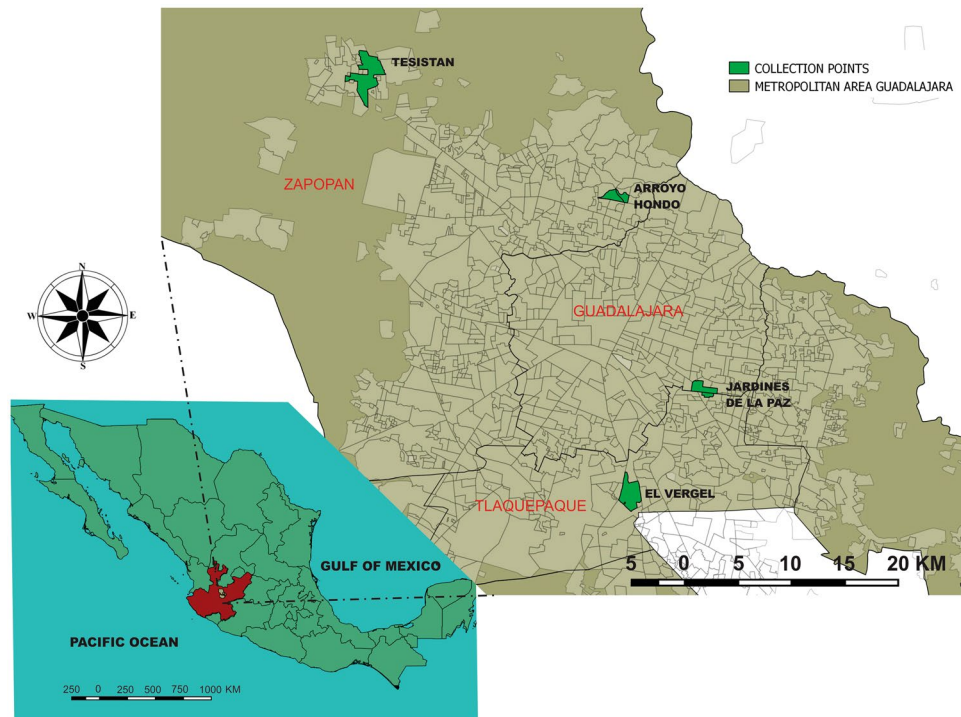 TESISTAN
COLLECTION POINTS
METROPOLITAN AREA GUADALAJARA
ZAPOPAN
ARROYO
HONDO
N
W
E
S
GUADALAJARA
JARDINES
DE LA PAZ
EL VERGEL
TLAQUEPAQUE
5 0 5 10 15 20 KM
GULF OF MEXICO
PACIFIC OCEAN
250 0 250 500 750 1000 KM